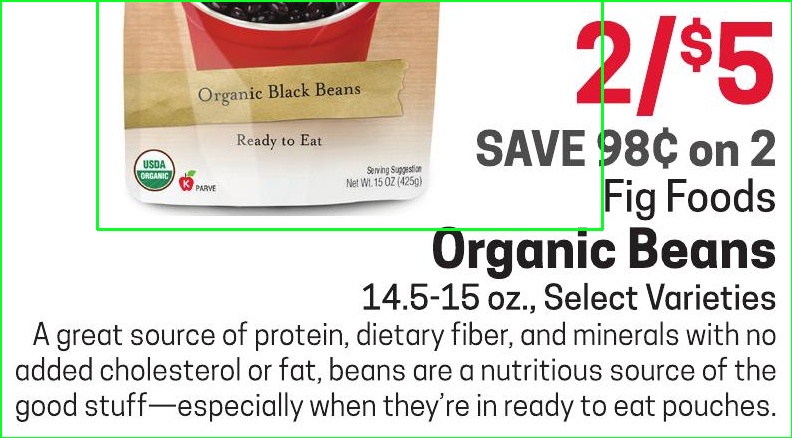 Organic Black Beans
Ready to Eat
USDA
ORGANIC
K
PARVE
Serving Suggestion
Net Wt. 15 OZ (425g)
2/$5
SAVE 98¢ on 2
Fig Foods
Organic Beans
14.5-15 oz., Select Varieties
A great source of protein, dietary fiber, and minerals with no
added cholesterol or fat, beans are a nutritious source of the
good stuff—especially when they’re in ready to eat pouches.